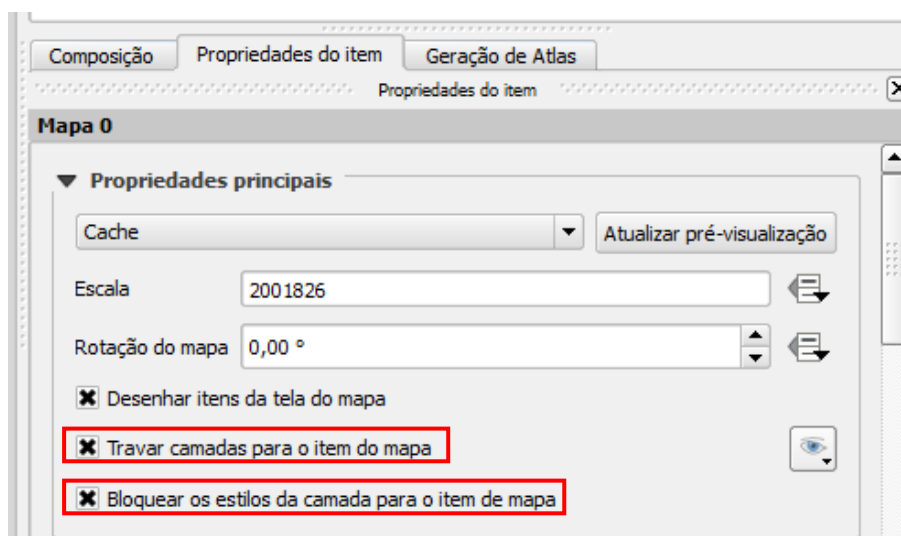 Composição Propriedades do item Geração de Atlas
Propriedades do item
Mapa 0
Propriedades principais
Cache Atualizar pré-visualização
Escala 2001826
Rotação do mapa 0,00 °
Desenhar itens da tela do mapa
Travar camadas para o item do mapa
Bloquear os estilos da camada para o item de mapa